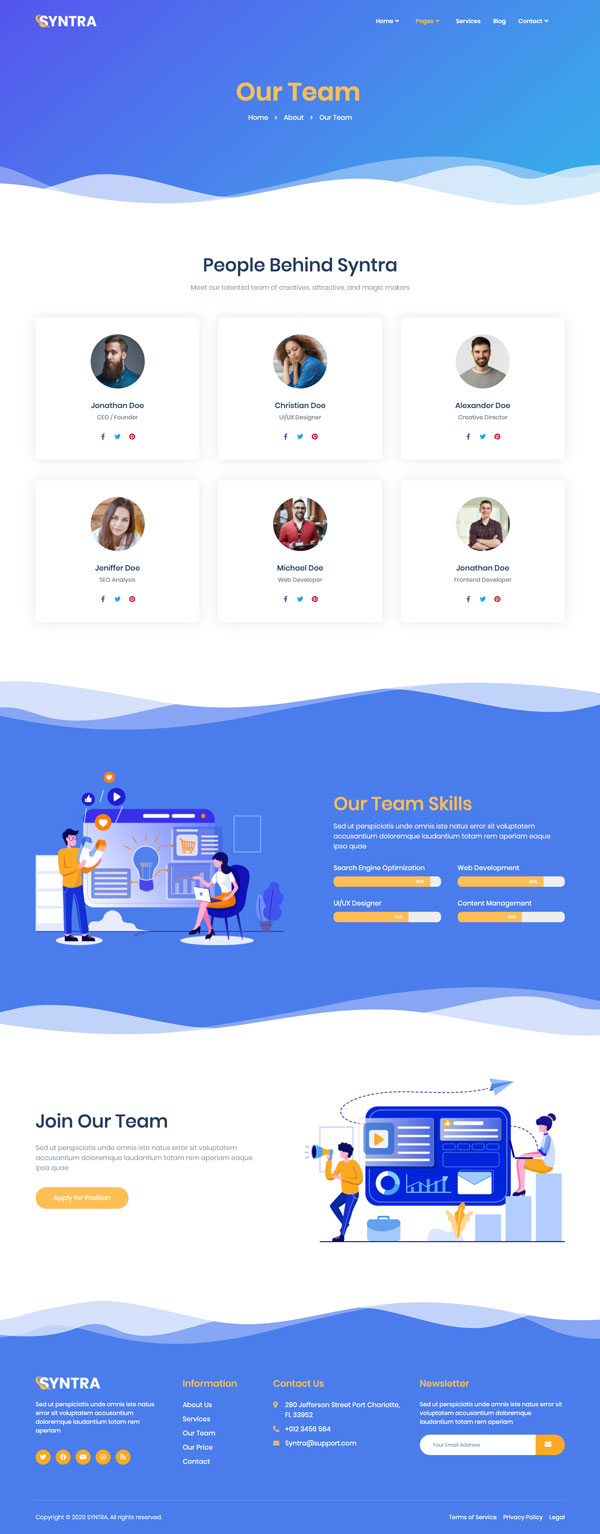 SYNTRA
Home Pages Services Blog Contact
Our Team
Home > About > Our Team
People Behind Syntra
Meet our talented team of creatives, attractive, and magic makers
Jonathan Doe
CEO / Founder
Christian Doe
UI/UX Designer
Alexander Doe
Creative Director
Jeniffer Doe
SEO Analysis
Michael Doe
Web Developer
Jonathan Doe
Frontend Developer
Our Team Skills
Sed ut perspiciatis unde omnis iste natus error sit voluptatem
accusantium doloremque laudantium totam rem aperiam eaque
ipsa quae
Search Engine Optimization
Web Development
UI/UX Designer
Content Management
Join Our Team
Sed ut perspiciatis unde omnis iste natus error sit voluptatem
accusantium doloremque laudantium totam rem aperiam eaque
ipsa quae
Apply for Position
SYNTRA
Sed ut perspiciatis unde omnis iste natus
error sit voluptatem accusantium
doloremque laudantium totam rem
aperiam
Information
About Us
Services
Our Team
Our Price
Contact
Contact Us
280 Jefferson Street Port Charlotte,
FL 33952
+012 3456 564
Syntra@support.com
Newsletter
Sed ut perspiciatis unde omnis iste natus error sit
voluptatem accusantium doloremque
laudantium totam rem aperiam
Your Email Address
Copyright © 2020 SYNTRA. All rights reserved.
Terms of Service Privacy Policy Legal